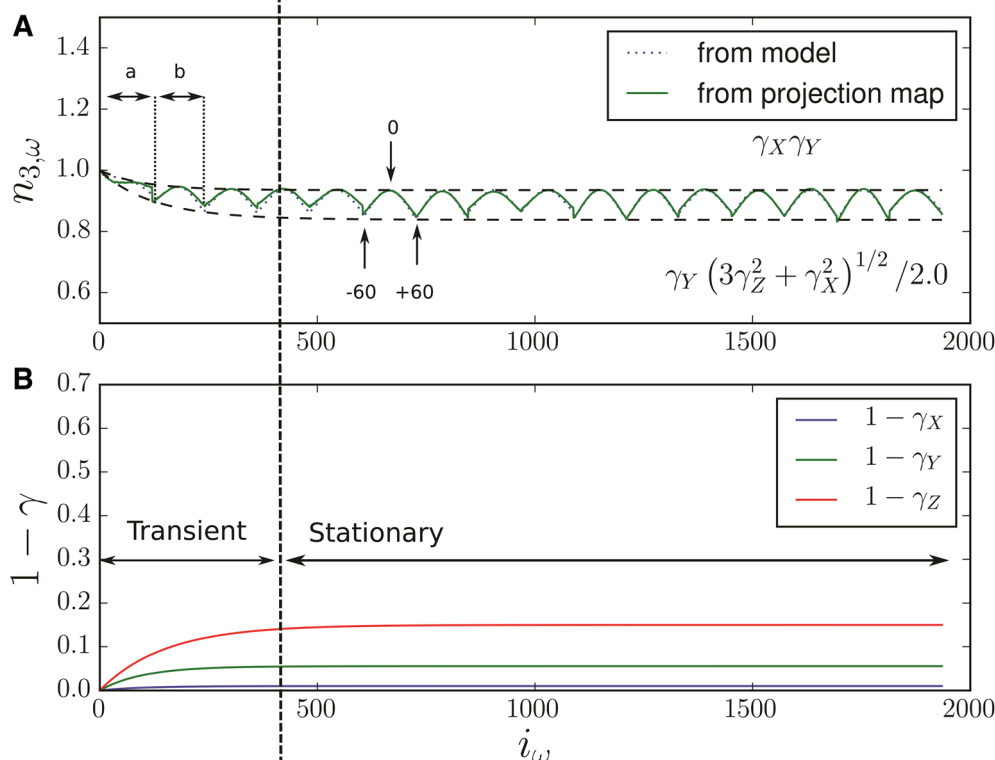 A
1.4
1.2
1.0
0.8
0.6
n_{3,ω}
a b
0
-60 +60
from model
from projection map
γ_X γ_Y
γ_Y (3γ_Z^2 + γ_X^2)^{1/2} /2.0
0 500 1000 1500 2000
B
0.7
0.6
0.5
0.4
0.3
0.2
0.1
0.0
1 − γ
1 − γ_X
1 − γ_Y
1 − γ_Z
Transient Stationary
0 500 1000 1500 2000
i_ω